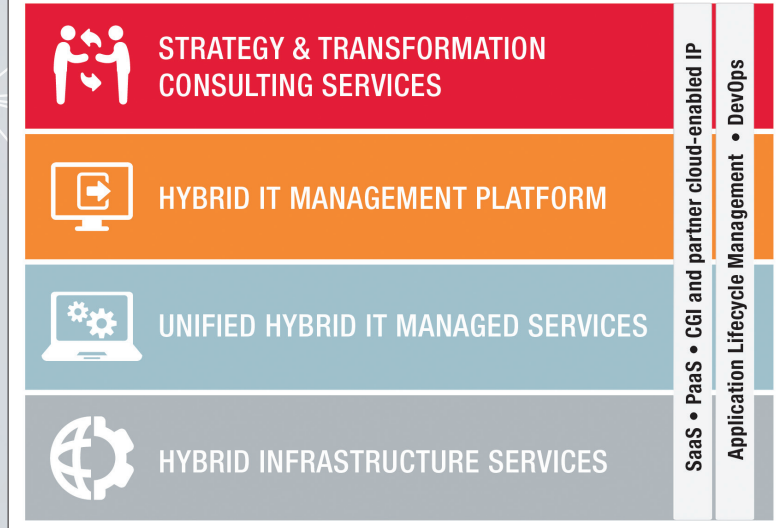 STRATEGY & TRANSFORMATION
CONSULTING SERVICES
HYBRID IT MANAGEMENT PLATFORM
UNIFIED HYBRID IT MANAGED SERVICES
HYBRID INFRASTRUCTURE SERVICES
SaaS • PaaS • CGI and partner cloud-enabled IP
Application Lifecycle Management • DevOps